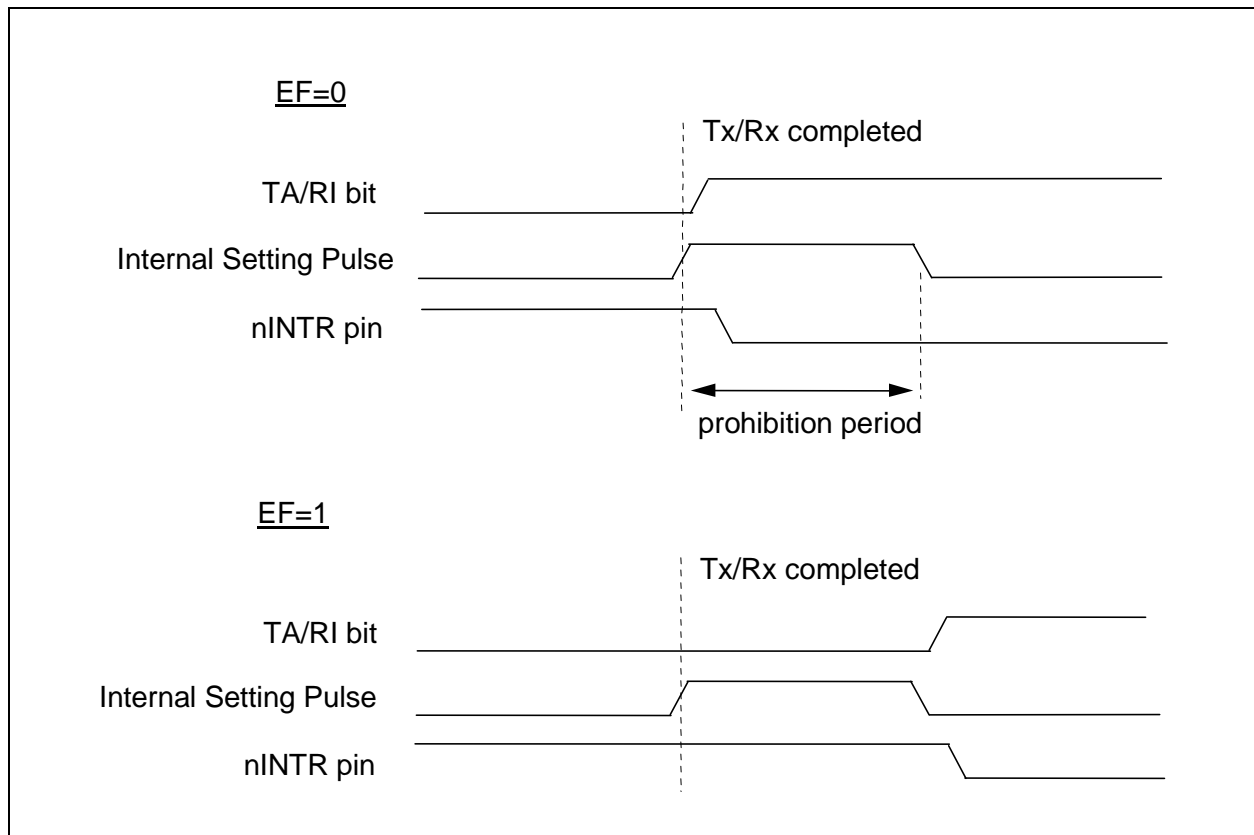 EF=0
Tx/Rx completed
TA/RI bit
Internal Setting Pulse
nINTR pin
prohibition period
EF=1
Tx/Rx completed
TA/RI bit
Internal Setting Pulse
nINTR pin